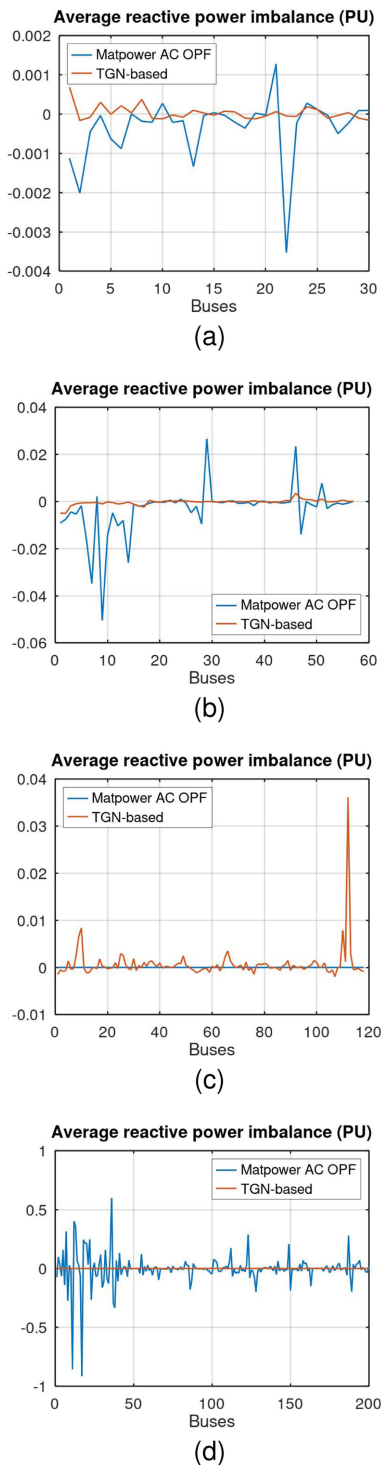 Average reactive power imbalance (PU)
0.002
Matpower AC OPF
TGN-based
0.001
0
-0.001
-0.002
-0.003
-0.004
0 5 10 15 20 25 30
Buses
(a)
Average reactive power imbalance (PU)
0.04
0.02
0
-0.02
-0.04
Matpower AC OPF
TGN-based
-0.06
0 10 20 30 40 50 60
Buses
(b)
Average reactive power imbalance (PU)
0.04
Matpower AC OPF
TGN-based
0.03
0.02
0.01
0
-0.01
0 20 40 60 80 100 120
Buses
(c)
Average reactive power imbalance (PU)
1
Matpower AC OPF
TGN-based
0.5
0
-0.5
-1
0 50 100 150 200
Buses
(d)